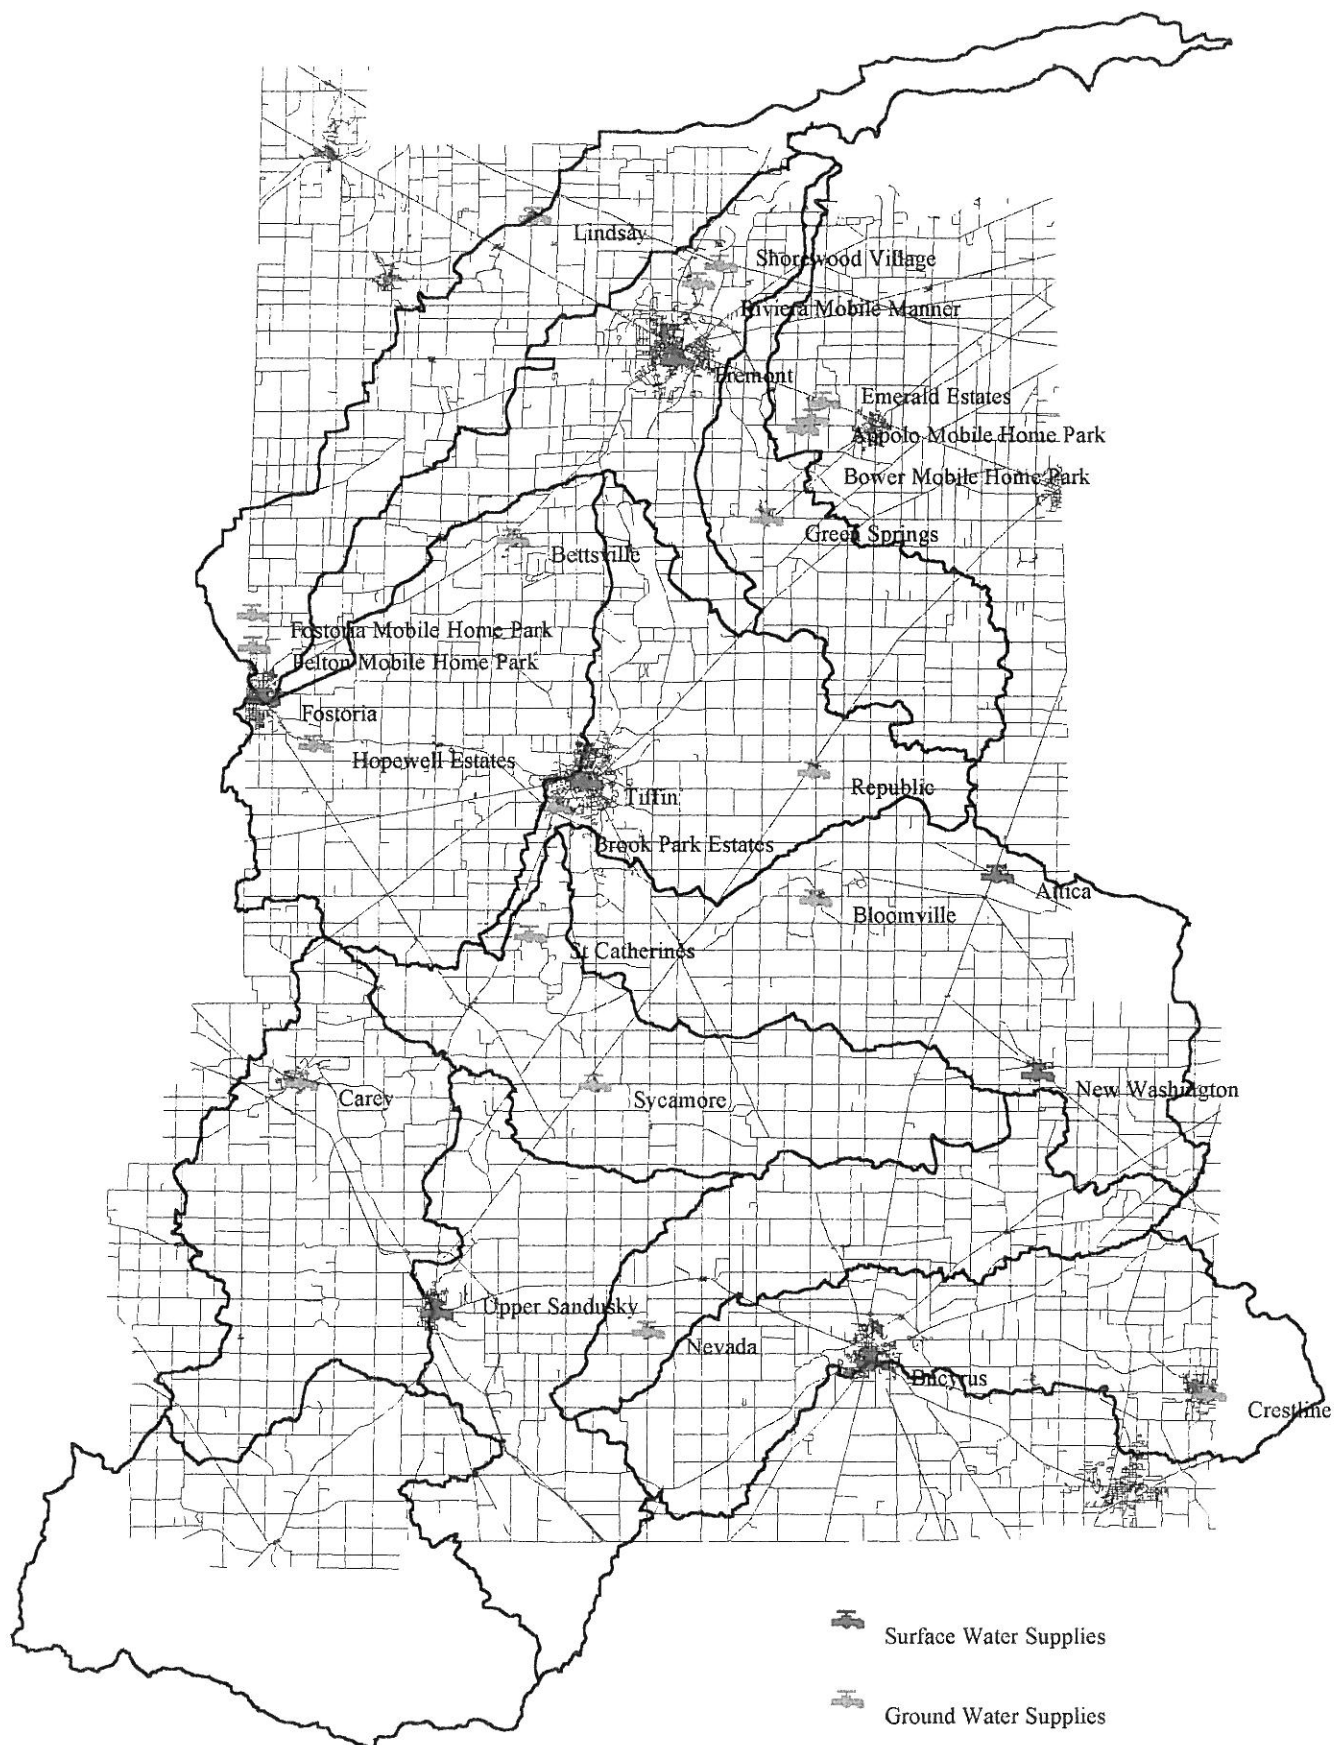 Lindsay
Shorewood Village
Riviera Mobile Manner
Fremont
Emerald Estates
Appolo Mobile Home Park
Bower Mobile Home Park
Green Springs
Bettsville
Fostoria Mobile Home Park
Felton Mobile Home Park
Fostoria
Hopewell Estates
Republic
Tiffin
Brook Park Estates
Attica
Bloomville
St Catherines
New Washington
Carey
Sycamore
Upper Sandusky
Nevada
Bucyrus
Crestline
Surface Water Supplies
Ground Water Supplies